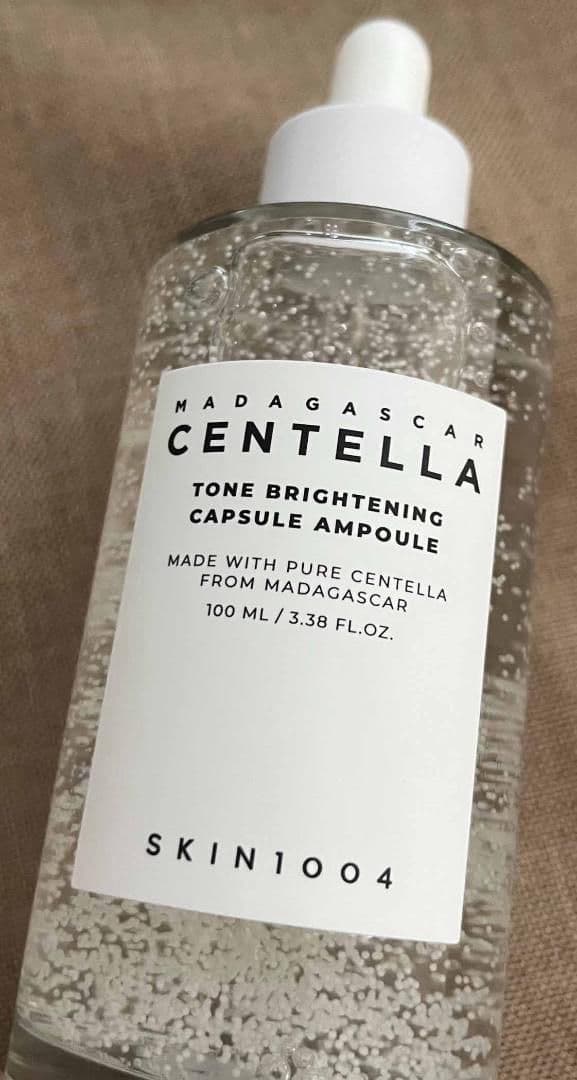 MADAGASCAR
CENTELLA
TONE BRIGHTENING
CAPSULE AMPOULE
MADE WITH PURE CENTELLA
FROM MADAGASCAR
100 ML / 3.38 FL.OZ.
SKIN1004